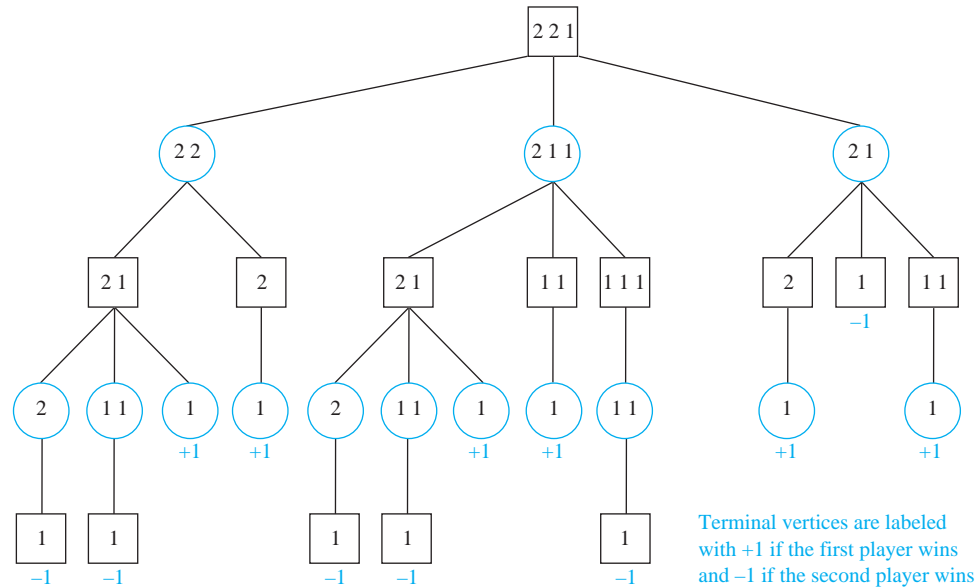 2 2 1
2 2 2 1 1 2 1
2 1 2 2 1 1 1 1 1 1 2 1 1 1
–1
2 1 1 1 1 2 1 1 1 1 1 1 1 1
+1 +1 +1 +1 +1 +1
1 1 1 1 1
–1 –1 –1 –1 –1
Terminal vertices are labeled
with +1 if the first player wins
and –1 if the second player wins